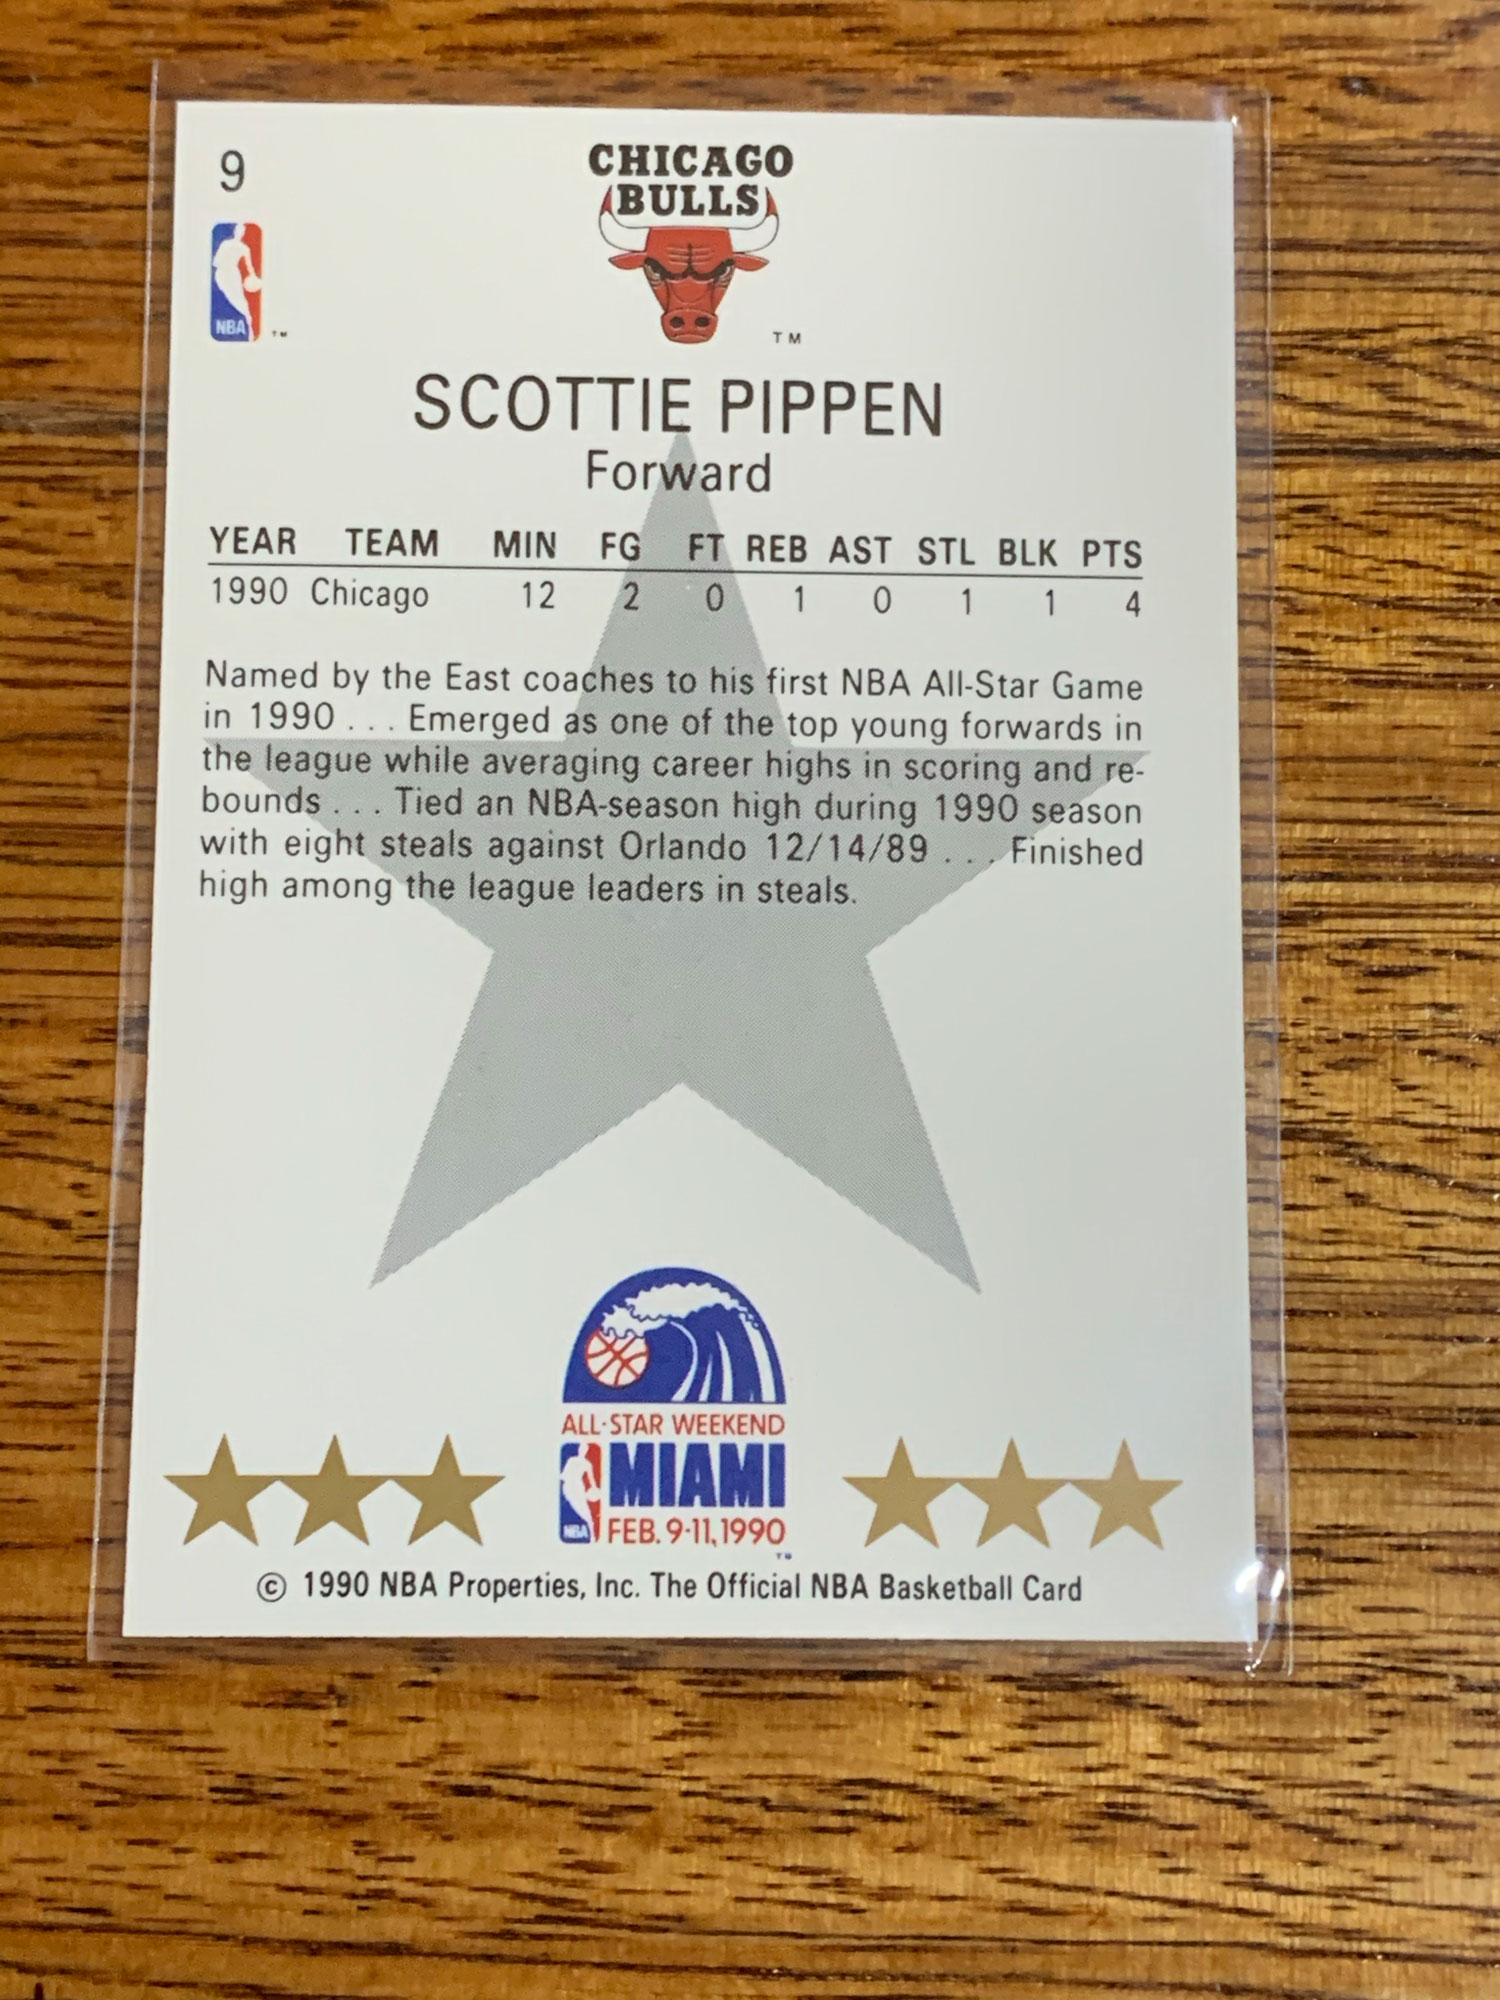 9
CHICAGO
BULLS
NBA
TM
TM
SCOTTIE PIPPEN
Forward
YEAR TEAM MIN FG FT REB AST STL BLK PTS
1990 Chicago 12 2 0 1 0 1 1 4
Named by the East coaches to his first NBA All-Star Game
in 1990 . . . Emerged as one of the top young forwards in
the league while averaging career highs in scoring and re-
bounds . . . Tied an NBA-season high during 1990 season
with eight steals against Orlando 12/14/89 . . . Finished
high among the league leaders in steals.
ALL·STAR WEEKEND
MIAMI
NBA FEB. 9·11, 1990
TM
© 1990 NBA Properties, Inc. The Official NBA Basketball Card